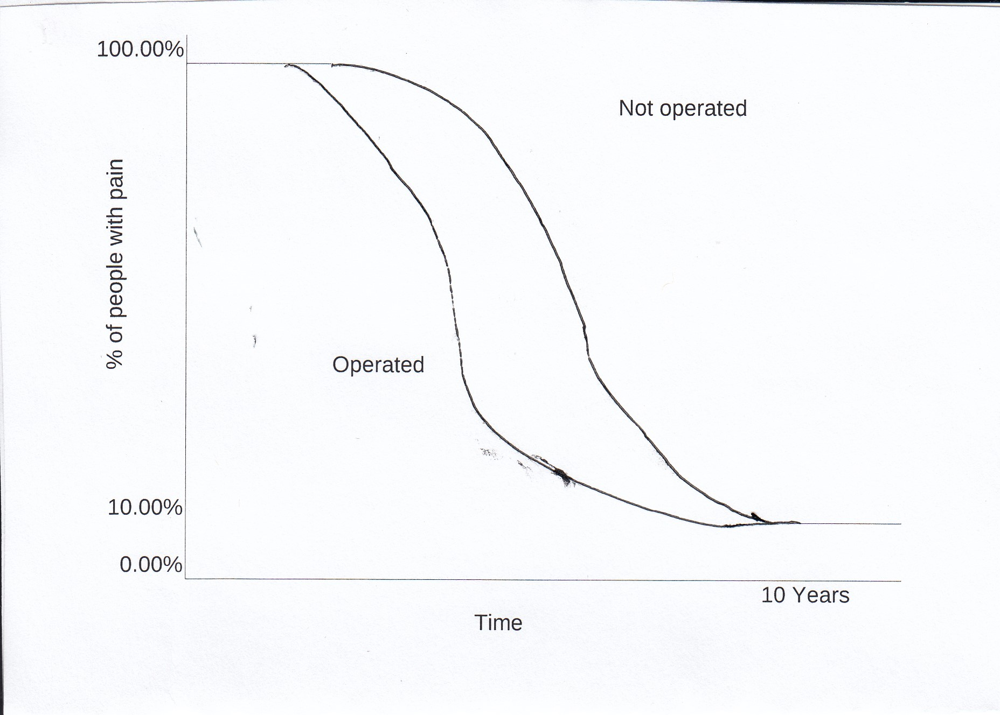 100.00%
Not operated
% of people with pain
Operated
10.00%
0.00%
10 Years
Time